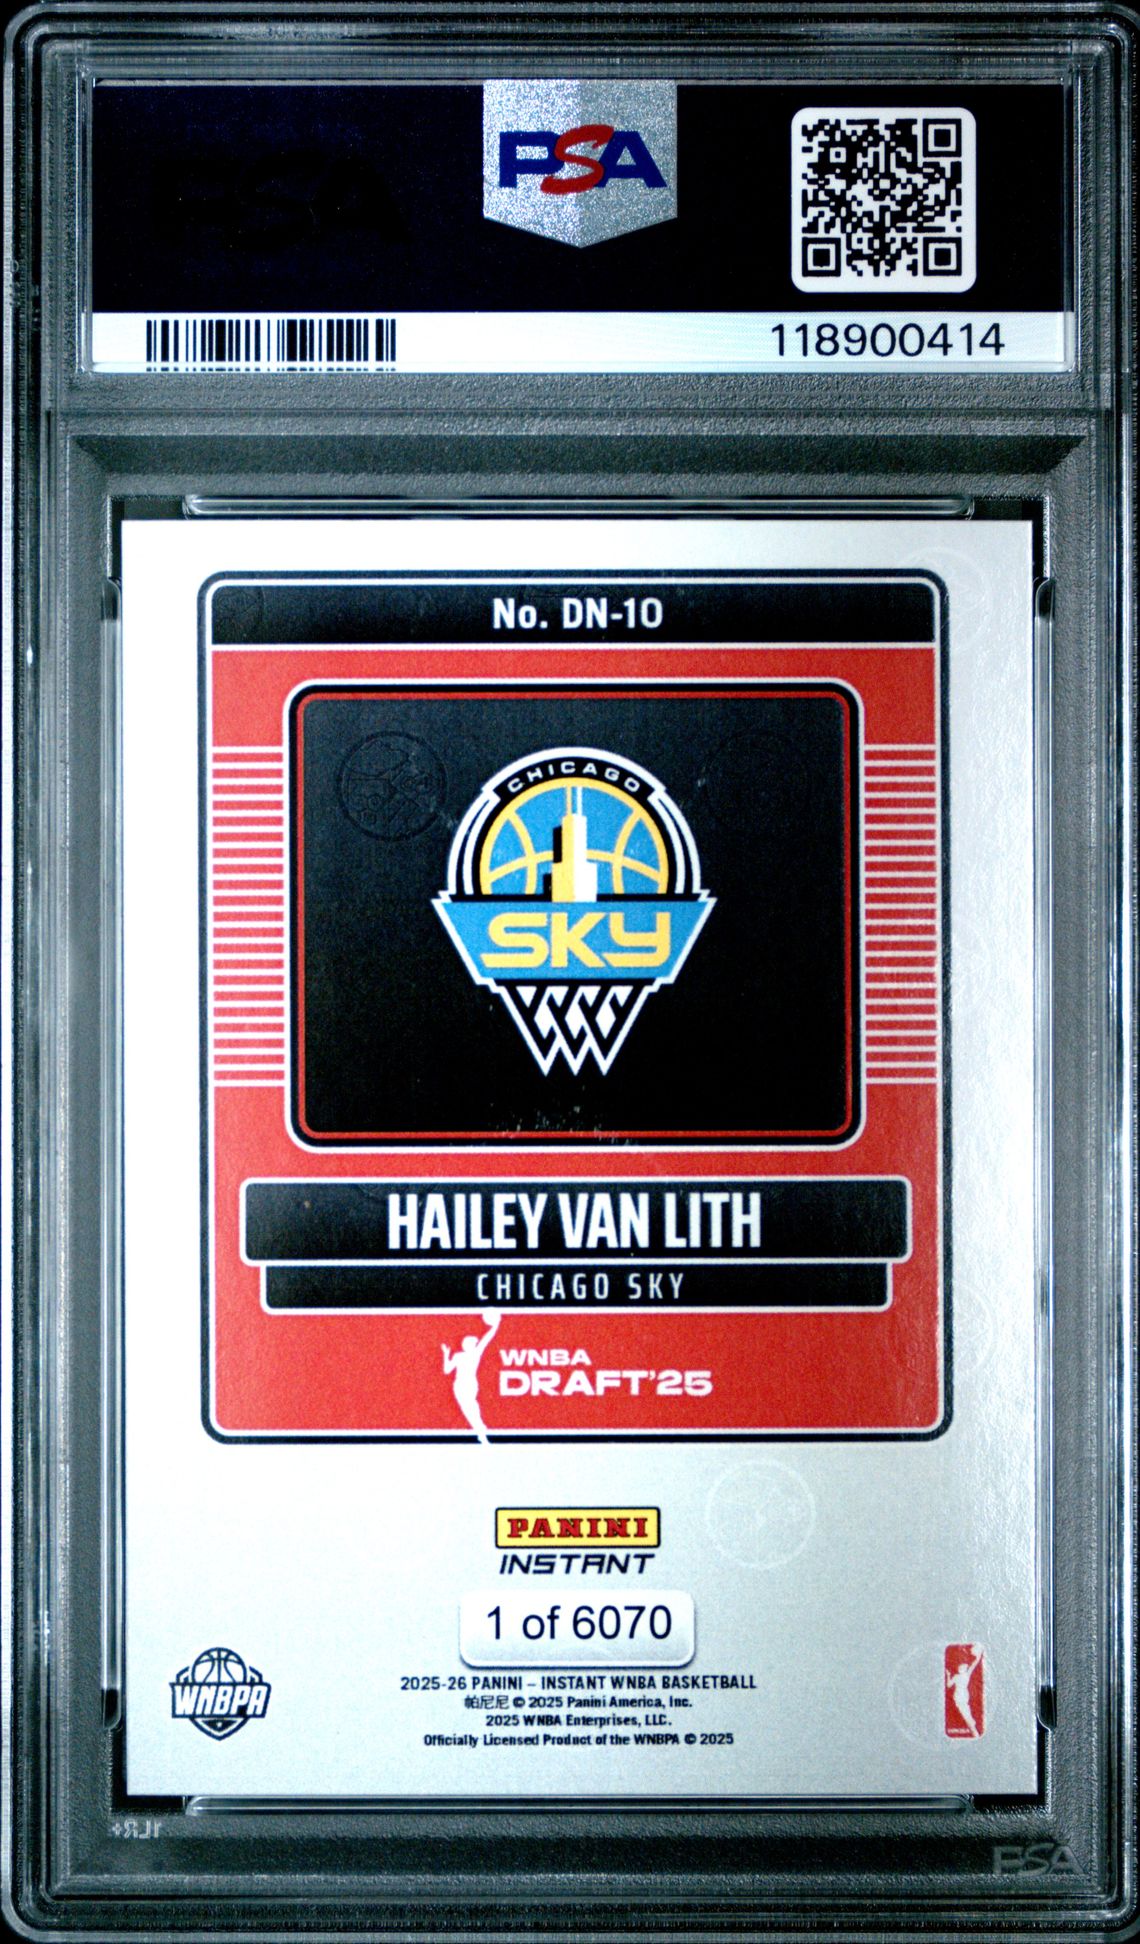 PSA
118900414
No. DN-10
CHICAGO
SKY
HAILEY VAN LITH
CHICAGO SKY
WNBA
DRAFT'25
PANINI
INSTANT
1 of 6070
WNBPA
2025-26 PANINI – INSTANT WNBA BASKETBALL
帕尼尼 © 2025 Panini America, Inc.
2025 WNBA Enterprises, LLC.
Officially Licensed Product of the WNBPA © 2025
PSA